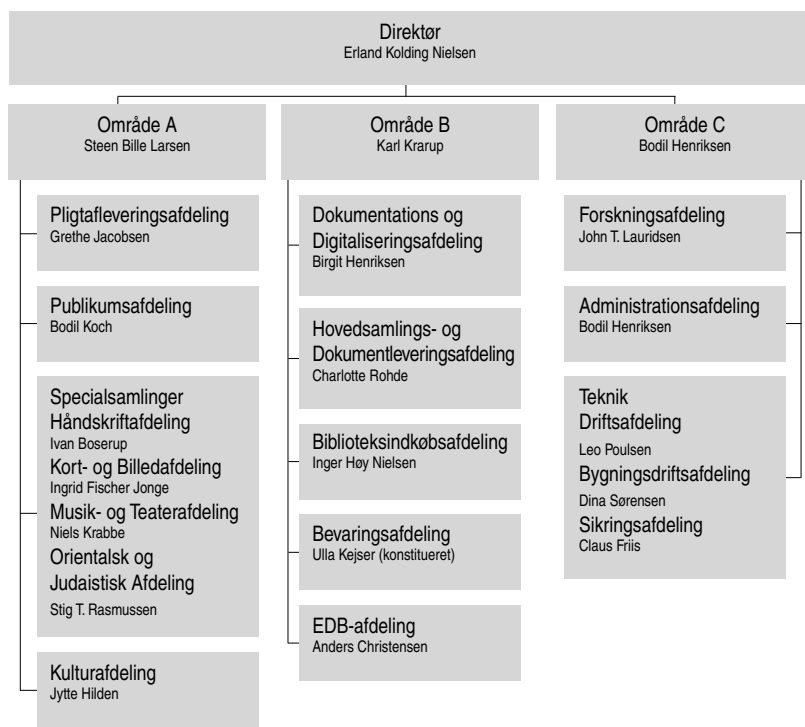 Direktør
Erland Kolding Nielsen
Område A
Steen Bille Larsen
Pligtafleveringsafdeling
Grethe Jacobsen
Publikumsafdeling
Bodil Koch
Specialsamlinger
Håndskriftafdeling
Ivan Boserup
Kort- og Billedafdeling
Ingrid Fischer Jonge
Musik- og Teaterafdeling
Niels Krabbe
Orientalsk og
Judaistisk Afdeling
Stig T. Rasmussen
Kulturafdeling
Jytte Hilden
Område B
Karl Krarup
Dokumentations og
Digitaliseringsafdeling
Birgit Henriksen
Hovedsamlings- og
Dokumentleveringsafdeling
Charlotte Rohde
Biblioteksindkøbsafdeling
Inger Høy Nielsen
Bevaringsafdeling
Ulla Kejser (konstitueret)
EDB-afdeling
Anders Christensen
Område C
Bodil Henriksen
Forskningsafdeling
John T. Lauridsen
Administrationsafdeling
Bodil Henriksen
Teknik
Driftsafdeling
Leo Poulsen
Bygningsdriftsafdeling
Dina Sørensen
Sikringsafdeling
Claus Friis